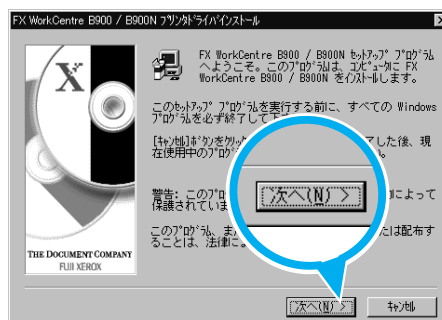 FX WorkCentre B900 / B900N プリンタドライバインストール
FX WorkCentre B900 / B900N セットアップ プログラム
へようこそ。このプログラムは、コンピュータに FX
WorkCentre B900 / B900N をインストールします。
このセットアップ プログラムを実行する前に、すべての Windows
プログラムを必ず終了して下
[キャンセル]ボタンをクリッ
了した後、現
在使用中のプログ
警告: このプロ
によって
保護されていま
次へ(N) >
このプログラム、ま
たは配布す
ることは、法律に
X
THE DOCUMENT COMPANY
FUJI XEROX
次へ(N) >
キャンセル